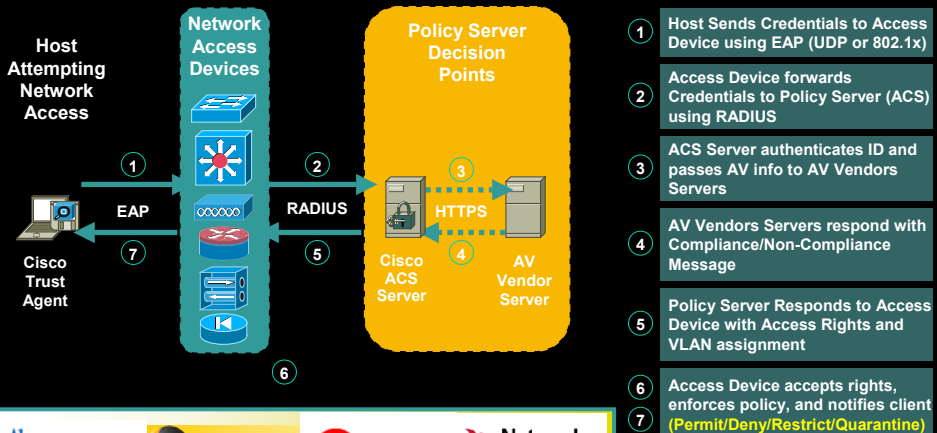 Host
Attempting
Network
Access
Network
Access
Devices
Policy Server
Decision
Points
1
EAP
7
2
RADIUS
5
3
HTTPS
4
Cisco
Trust
Agent
Cisco
ACS
Server
AV
Vendor
Server
6
1
Host Sends Credentials to Access
Device using EAP (UDP or 802.1x)
2
Access Device forwards
Credentials to Policy Server (ACS)
using RADIUS
3
ACS Server authenticates ID and
passes AV info to AV Vendors
Servers
4
AV Vendors Servers respond with
Compliance/Non-Compliance
Message
5
Policy Server Responds to Access
Device with Access Rights and
VLAN assignment
6
7
Access Device accepts rights,
enforces policy, and notifies client
(Permit/Deny/Restrict/Quarantine)